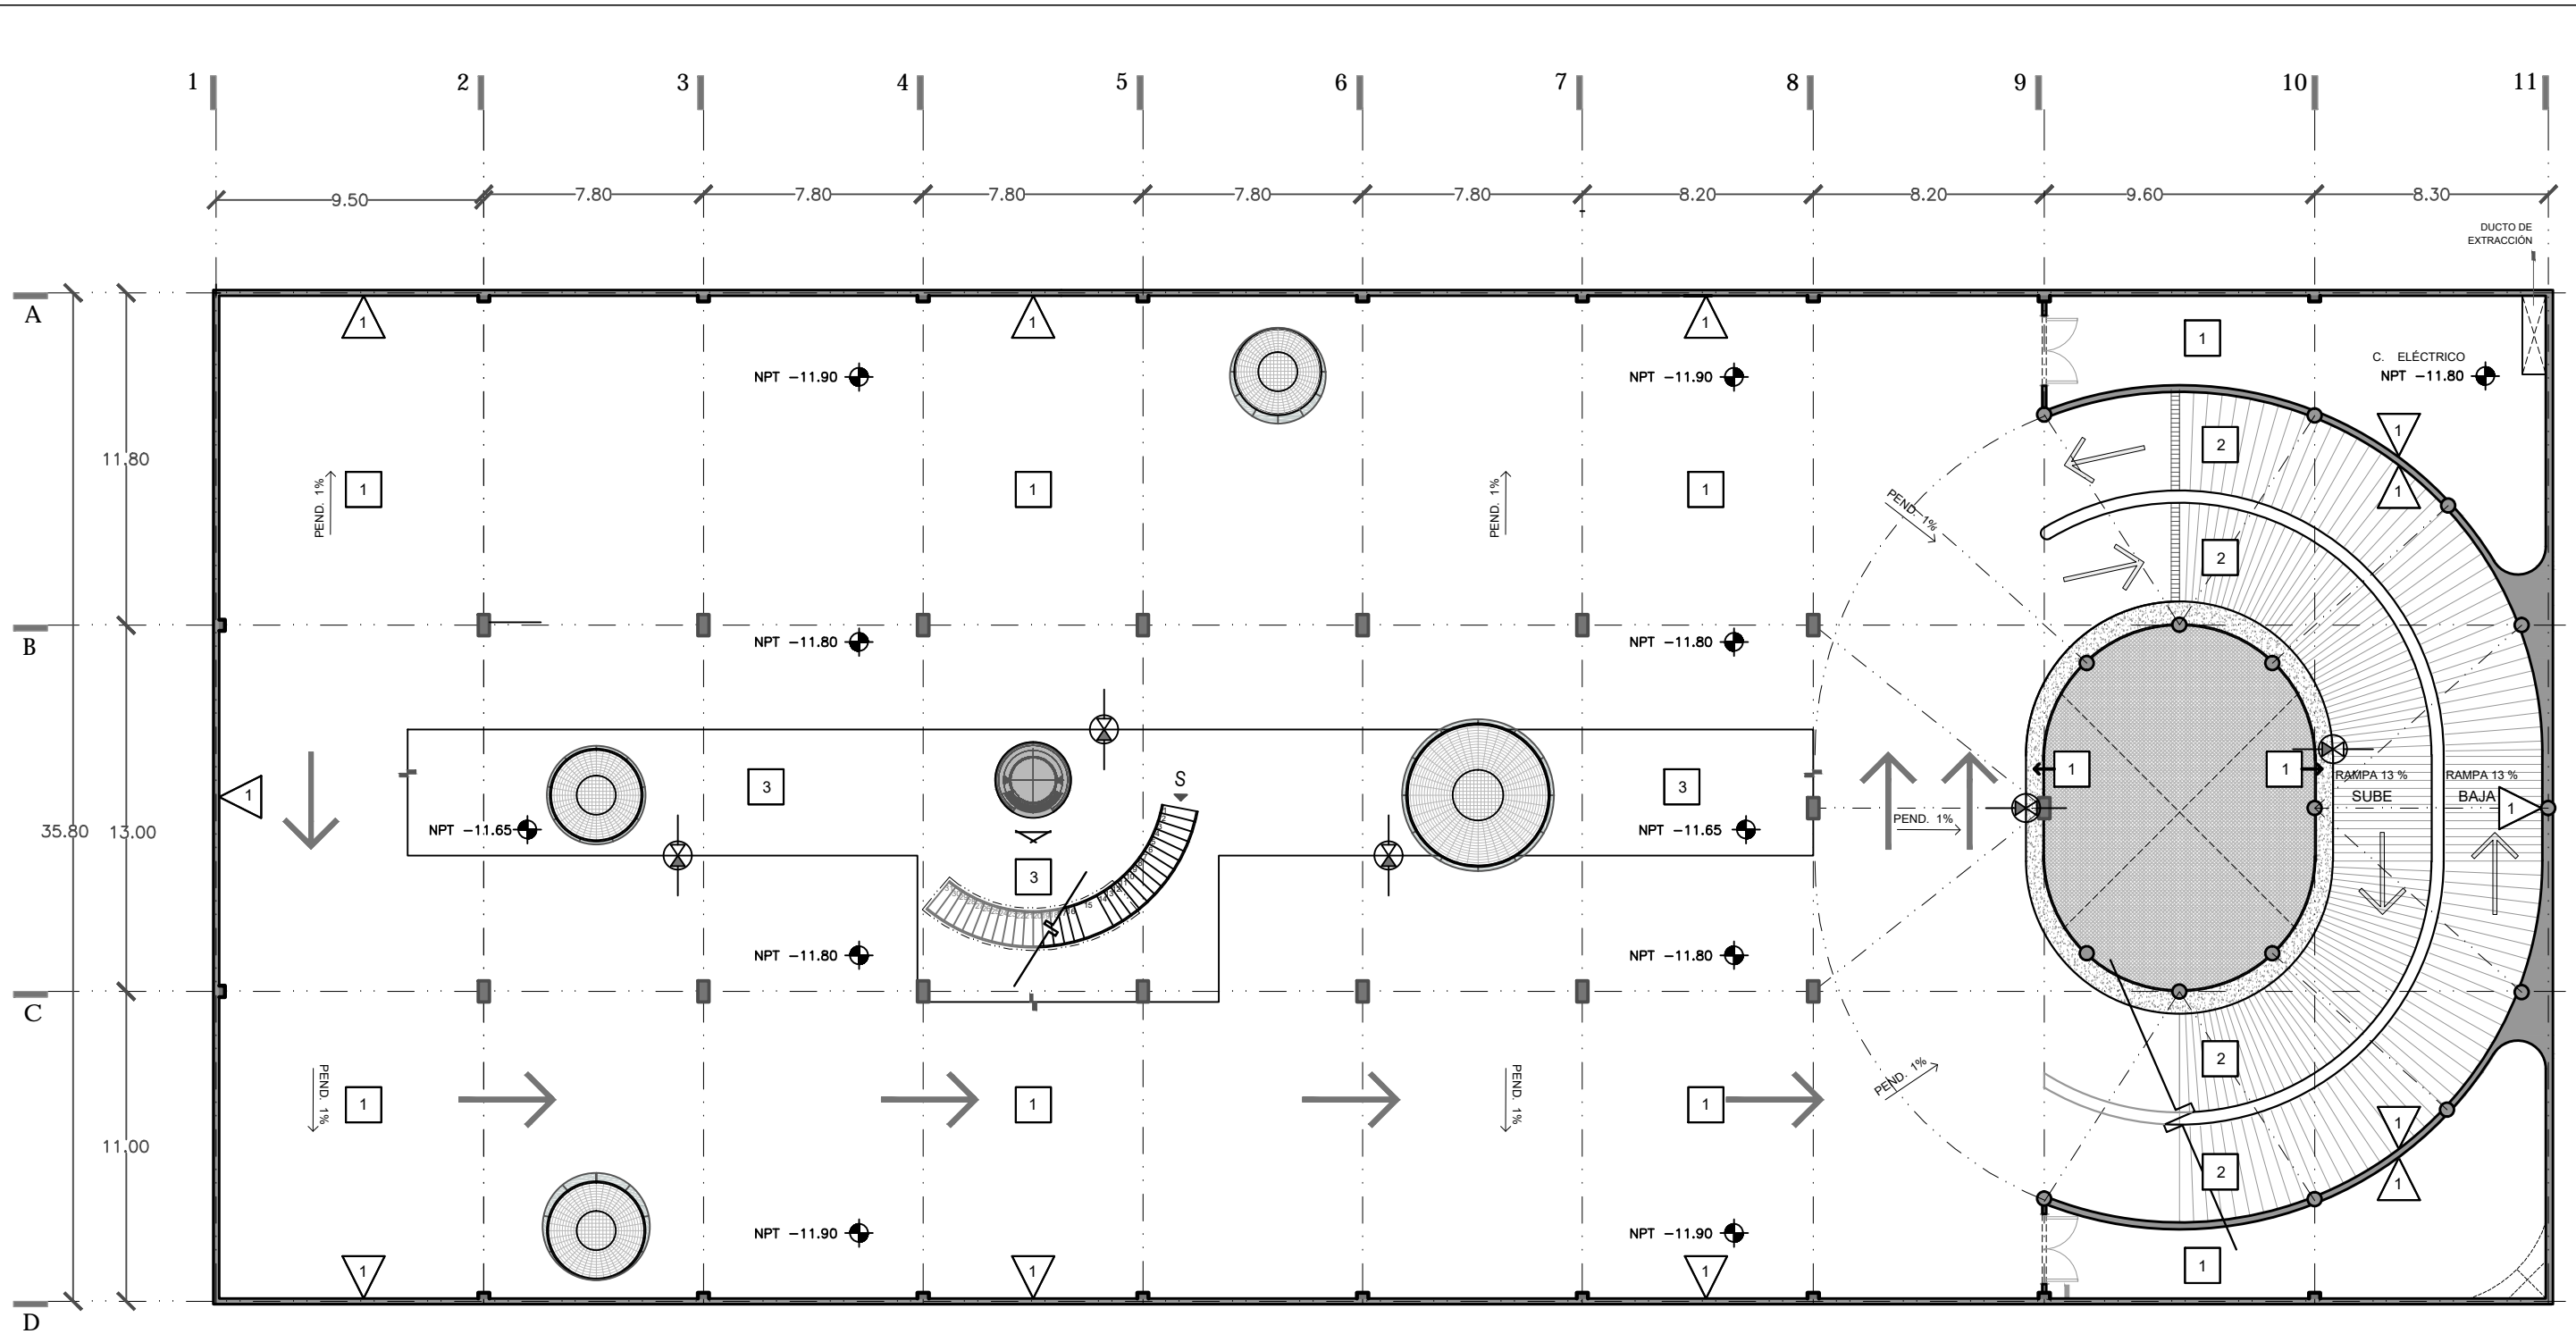 1 2 3 4 5 6 7 8 9 10 11
9.50 7.80 7.80 7.80 7.80 7.80 8.20 8.20 9.60 8.30
DUCTO DE
EXTRACCIÓN
A
1 1 1
1
C. ELÉCTRICO
NPT -11.80
NPT -11.90 NPT -11.90
2 1
11.80
PEND. 1% 1 1 PEND. 1% 1 1
PEND. 1%
2
B
NPT -11.80 NPT -11.80
3 S 3 1 1
RAMPA 13 % RAMPA 13 %
1 SUBE BAJA 1
PEND. 1%
35.80 13.00
NPT -11.65 NPT -11.65
3
NPT -11.80 NPT -11.80
C
2
PEND. 1%
PEND. 1% 1 1 PEND. 1% 1
1
11.00
2 1
NPT -11.90 NPT -11.90
1 1 1 1
D